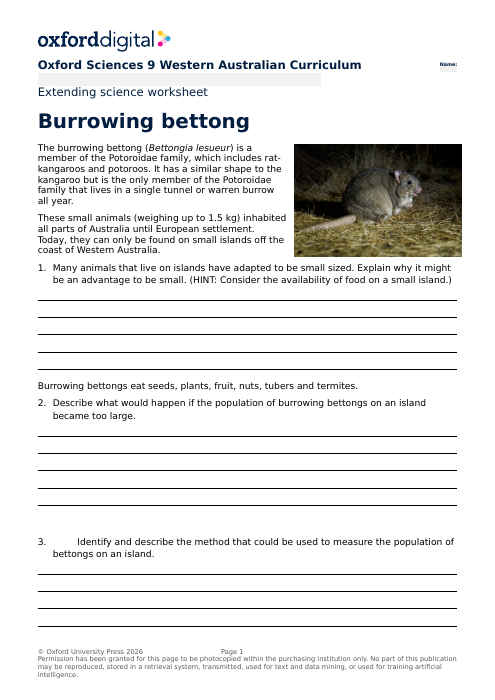 oxforddigital
Oxford Sciences 9 Western Australian Curriculum
Name:
Extending science worksheet
Burrowing bettong
The burrowing bettong (Bettongia lesueur) is a
member of the Potoroidae family, which includes rat-
kangaroos and potoroos. It has a similar shape to the
kangaroo but is the only member of the Potoroidae
family that lives in a single tunnel or warren burrow
all year.
These small animals (weighing up to 1.5 kg) inhabited
all parts of Australia until European settlement.
Today, they can only be found on small islands off the
coast of Western Australia.
1. Many animals that live on islands have adapted to be small sized. Explain why it might
be an advantage to be small. (HINT: Consider the availability of food on a small island.)
Burrowing bettongs eat seeds, plants, fruit, nuts, tubers and termites.
2. Describe what would happen if the population of burrowing bettongs on an island
became too large.
3. Identify and describe the method that could be used to measure the population of
bettongs on an island.
© Oxford University Press 2026 Page 1
Permission has been granted for this page to be photocopied within the purchasing institution only. No part of this publication
may be reproduced, stored in a retrieval system, transmitted, used for text and data mining, or used for training artificial
intelligence.